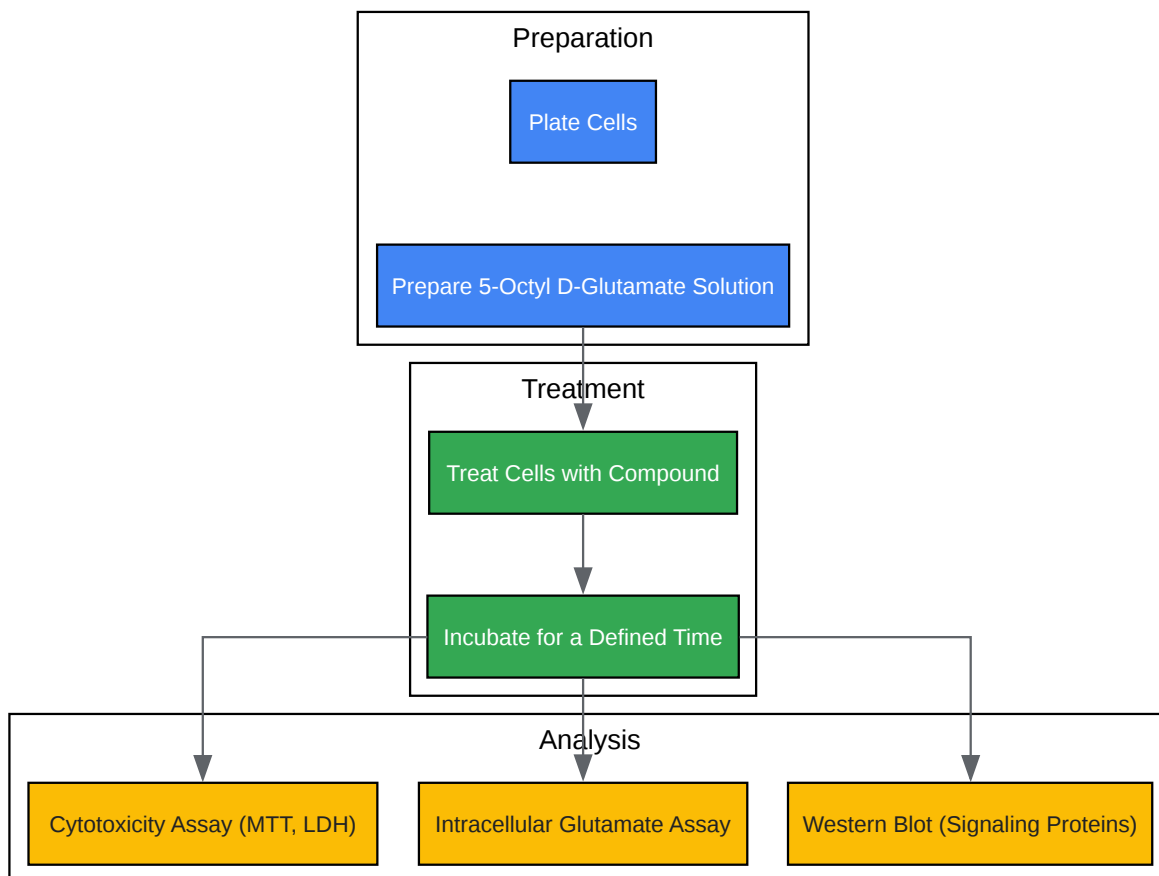 Preparation
Plate Cells
Prepare 5-Octyl D-Glutamate Solution
Treatment
Treat Cells with Compound
Incubate for a Defined Time
Analysis
Cytotoxicity Assay (MTT, LDH)
Intracellular Glutamate Assay
Western Blot (Signaling Proteins)